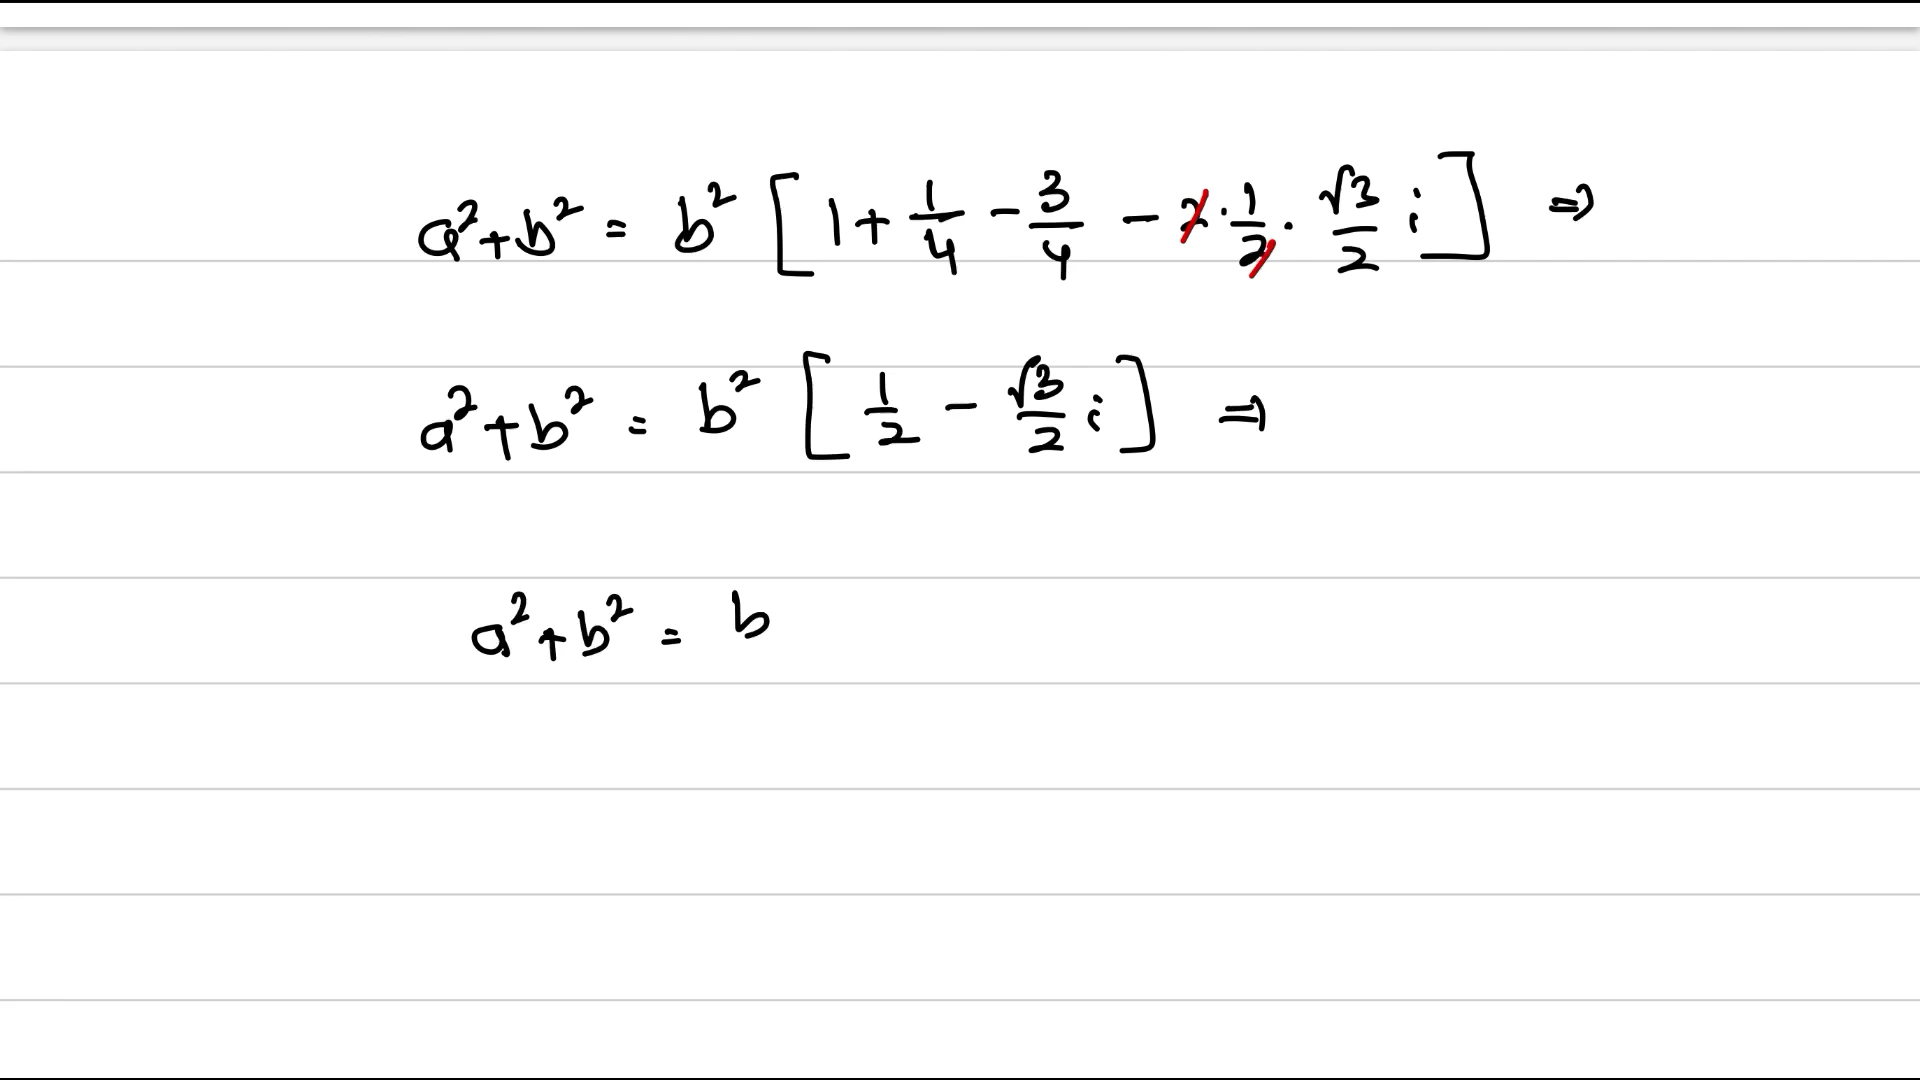 a² + b² = b² [ 1 + 1/4 - 3/4 - 2 · 1/2 · √3/2 i ] ⇒
a² + b² = b² [ 1/2 - √3/2 i ] ⇒
a² + b² = b